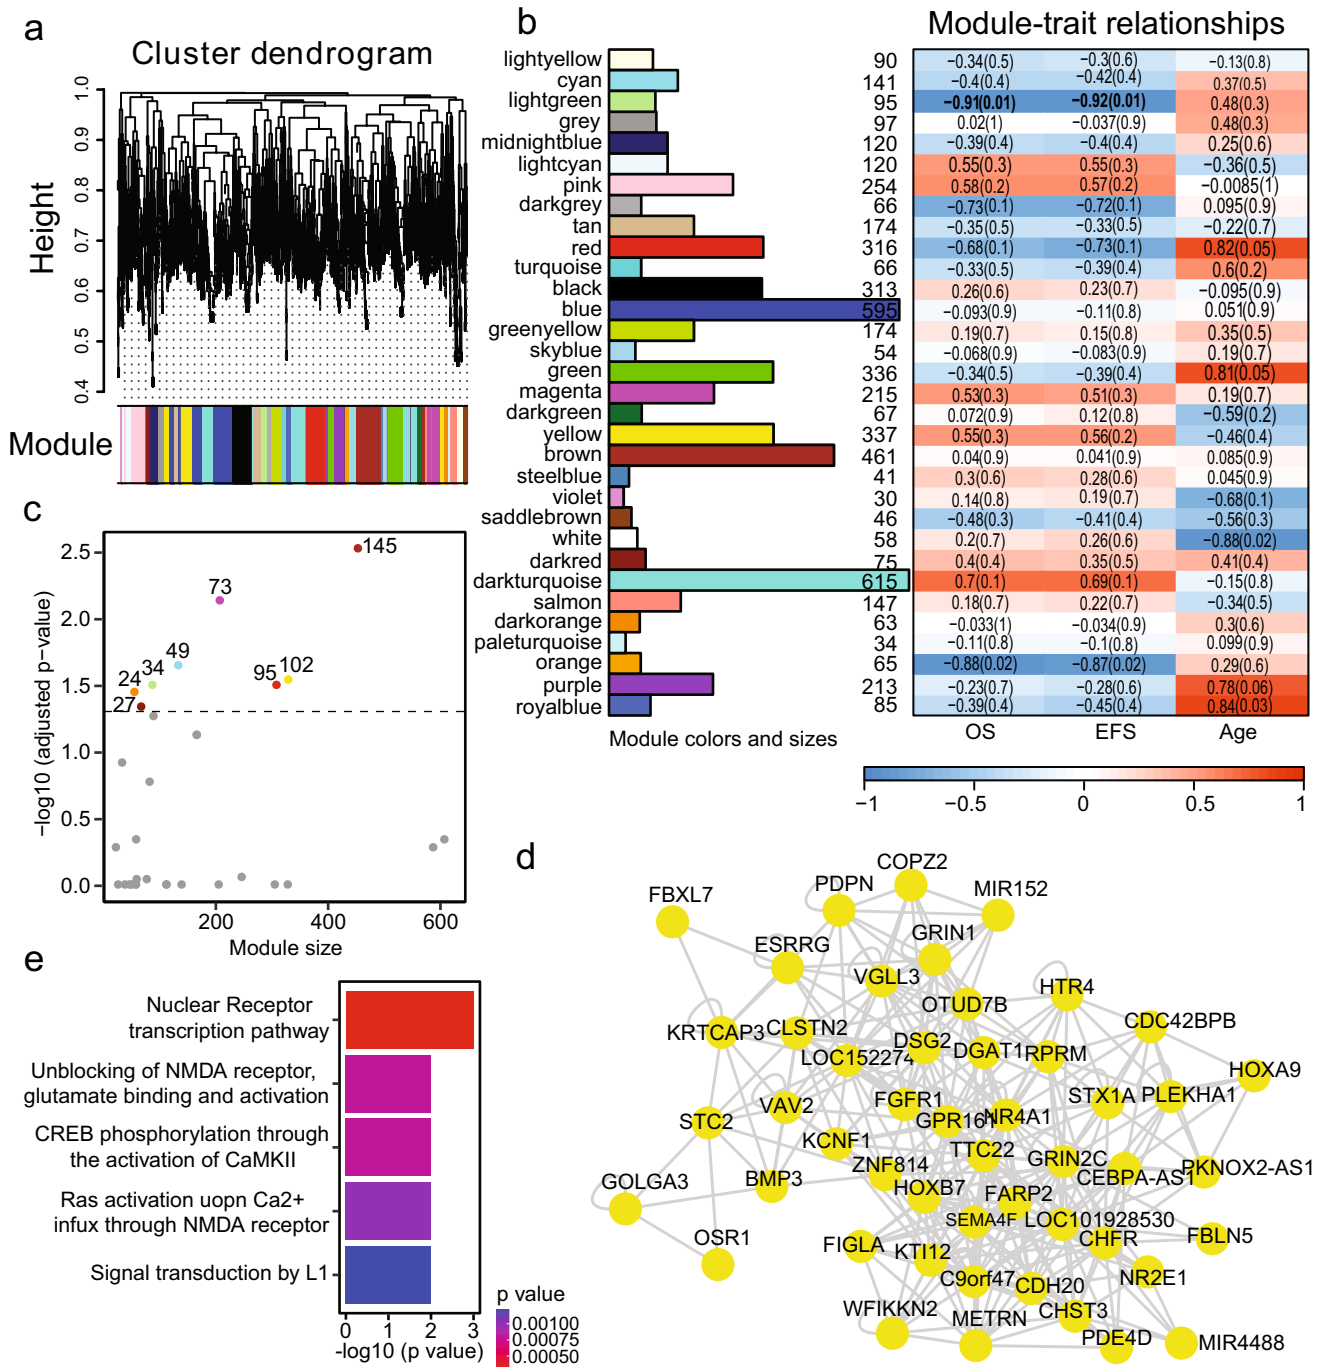 a
Cluster dendrogram
Height
1.0
0.9
0.8
0.7
0.6
0.5
0.4
Module
b
Module-trait relationships
lightyellow 90 −0.34(0.5) −0.3(0.6) −0.13(0.8)
cyan 141 −0.4(0.4) −0.42(0.4) 0.37(0.5)
lightgreen 95 −0.91(0.01) −0.92(0.01) 0.48(0.3)
grey 97 0.02(1) −0.037(0.9) 0.48(0.3)
midnightblue 120 −0.39(0.4) −0.4(0.4) 0.25(0.6)
lightcyan 120 0.55(0.3) 0.55(0.3) −0.36(0.5)
pink 254 0.58(0.2) 0.57(0.2) −0.0085(1)
darkgrey 66 −0.73(0.1) −0.72(0.1) 0.095(0.9)
tan 174 −0.35(0.5) −0.33(0.5) −0.22(0.7)
red 316 −0.68(0.1) −0.73(0.1) 0.82(0.05)
turquoise 66 −0.33(0.5) −0.39(0.4) 0.6(0.2)
black 313 0.26(0.6) 0.23(0.7) −0.095(0.9)
blue 595 −0.093(0.9) −0.11(0.8) 0.051(0.9)
greenyellow 174 0.19(0.7) 0.15(0.8) 0.35(0.5)
skyblue 54 −0.068(0.9) −0.083(0.9) 0.19(0.7)
green 336 −0.34(0.5) −0.39(0.4) 0.81(0.05)
magenta 215 0.53(0.3) 0.51(0.3) 0.19(0.7)
darkgreen 67 0.072(0.9) 0.12(0.8) −0.59(0.2)
yellow 337 0.55(0.3) 0.56(0.2) −0.46(0.4)
brown 461 0.04(0.9) 0.041(0.9) 0.085(0.9)
steelblue 41 0.3(0.6) 0.28(0.6) 0.045(0.9)
violet 30 0.14(0.8) 0.19(0.7) −0.68(0.1)
saddlebrown 46 −0.48(0.3) −0.41(0.4) −0.56(0.3)
white 58 0.2(0.7) 0.26(0.6) −0.88(0.02)
darkred 75 0.4(0.4) 0.35(0.5) 0.41(0.4)
darkturquoise 615 0.7(0.1) 0.69(0.1) −0.15(0.8)
salmon 147 0.18(0.7) 0.22(0.7) −0.34(0.5)
darkorange 63 −0.033(1) −0.034(0.9) 0.3(0.6)
paleturquoise 34 −0.11(0.8) −0.1(0.8) 0.099(0.9)
orange 65 −0.88(0.02) −0.87(0.02) 0.29(0.6)
purple 213 −0.23(0.7) −0.28(0.6) 0.78(0.06)
royalblue 85 −0.39(0.4) −0.45(0.4) 0.84(0.03)
Module colors and sizes
OS EFS Age
−1 −0.5 0 0.5 1
c
−log10 (adjusted p−value)
2.5
2.0
1.5
1.0
0.5
0.0
145
73
49
34
24
27
95
102
200 400 600
Module size
d
COPZ2
PDPN
MIR152
FBXL7
GRIN1
ESRRG
VGLL3
HTR4
OTUD7B
CDC42BPB
KRTCAP3
CLSTN2
DSG2
LOC152274
DGAT1
RPRM
HOXA9
FGFR1
VAV2
STX1A
PLEKHA1
STC2
GPR161
NR4A1
KCNF1
TTC22
GRIN2C
ZNF814
CEBPA-AS1
PKNOX2-AS1
GOLGA3
BMP3
HOXB7
FARP2
SEMA4F
LOC101928530
OSR1
FIGLA
KTI12
CHFR
FBLN5
C9orf47
CDH20
NR2E1
WFIKKN2
METRN
CHST3
PDE4D
MIR4488
e
Nuclear Receptor
transcription pathway
Unblocking of NMDA receptor,
glutamate binding and activation
CREB phosphorylation through
the activation of CaMKII
Ras activation uopn Ca2+
infux through NMDA receptor
Signal transduction by L1
0 1 2 3
-log10 (p value)
p value
0.00100
0.00075
0.00050